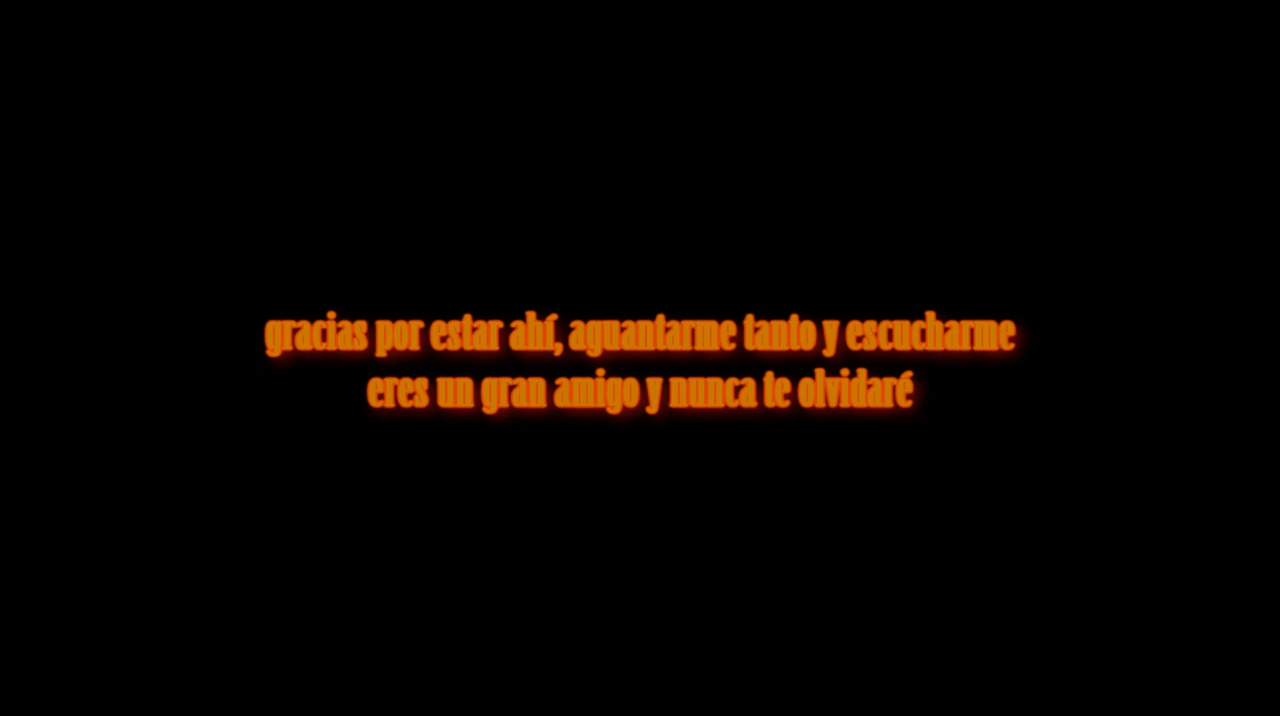 gracias por estar ahí, aguantarme tanto y escucharme
eres un gran amigo y nunca te olvidaré